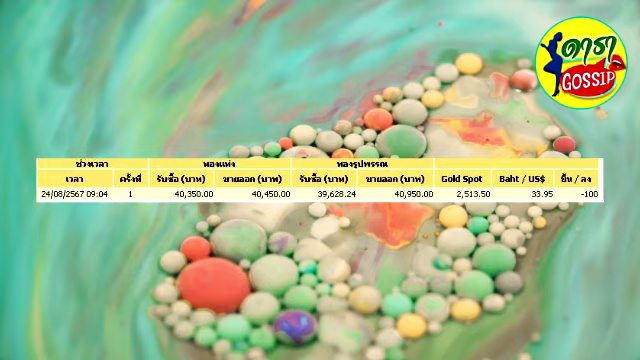 ดารา
GOSSIP
ช่วงเวลา ทองแท่ง ทองรูปพรรณ
เวลา ครั้งที่ รับซื้อ (บาท) ขายออก (บาท) รับซื้อ (บาท) ขายออก (บาท) Gold Spot Baht / US$ ขึ้น / ลง
24/08/2567 09:04 1 40,350.00 40,450.00 39,628.24 40,950.00 2,513.50 33.95 -100